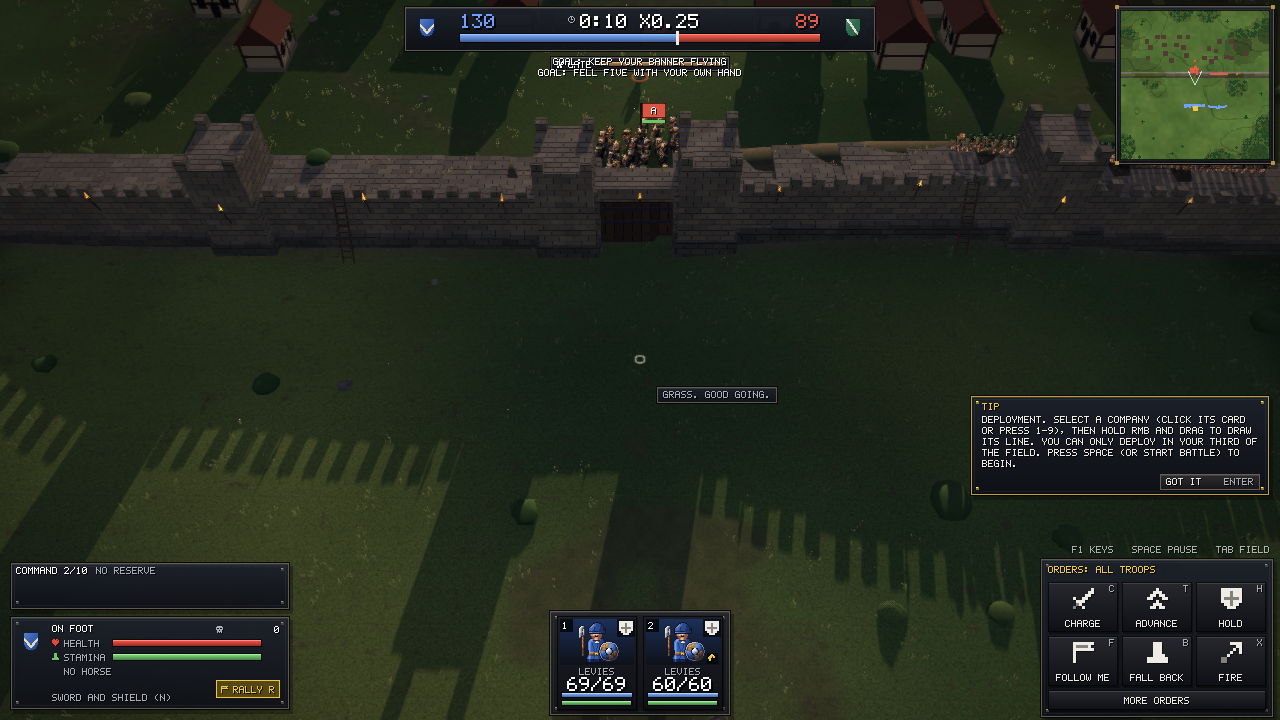 130
0:10 X0.25
89
GOAL: KEEP YOUR BANNER FLYING
GOAL: FELL FIVE WITH YOUR OWN HAND
A
GRASS. GOOD GOING.
TIP
DEPLOYMENT. SELECT A COMPANY (CLICK ITS CARD
OR PRESS 1-9), THEN HOLD RMB AND DRAG TO DRAW
ITS LINE. YOU CAN ONLY DEPLOY IN YOUR THIRD OF
THE FIELD. PRESS SPACE (OR START BATTLE) TO
BEGIN.
GOT IT ENTER
F1 KEYS SPACE PAUSE TAB FIELD
COMMAND 2/10 NO RESERVE
ON FOOT 0
HEALTH
STAMINA
NO HORSE
SWORD AND SHIELD (N)
RALLY R
1
LEVIES
69/69
2
LEVIES
60/60
ORDERS: ALL TROOPS
C
CHARGE
T
ADVANCE
H
HOLD
F
FOLLOW ME
B
FALL BACK
X
FIRE
MORE ORDERS